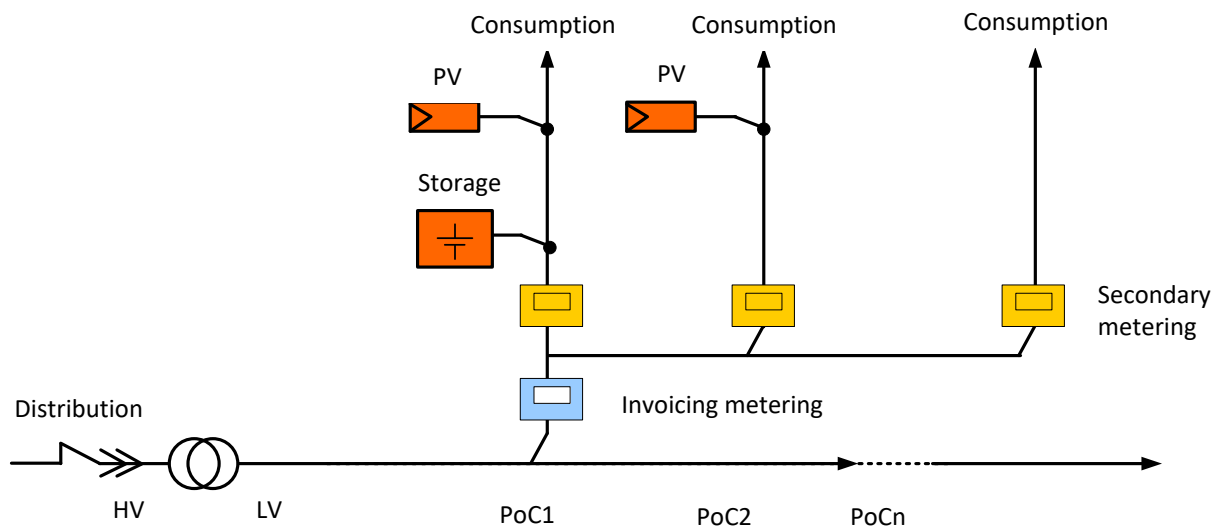 Consumption
Consumption
Consumption
PV
PV
Storage
Secondary
metering
Invoicing metering
Distribution
HV
LV
PoC1
PoC2
PoCn